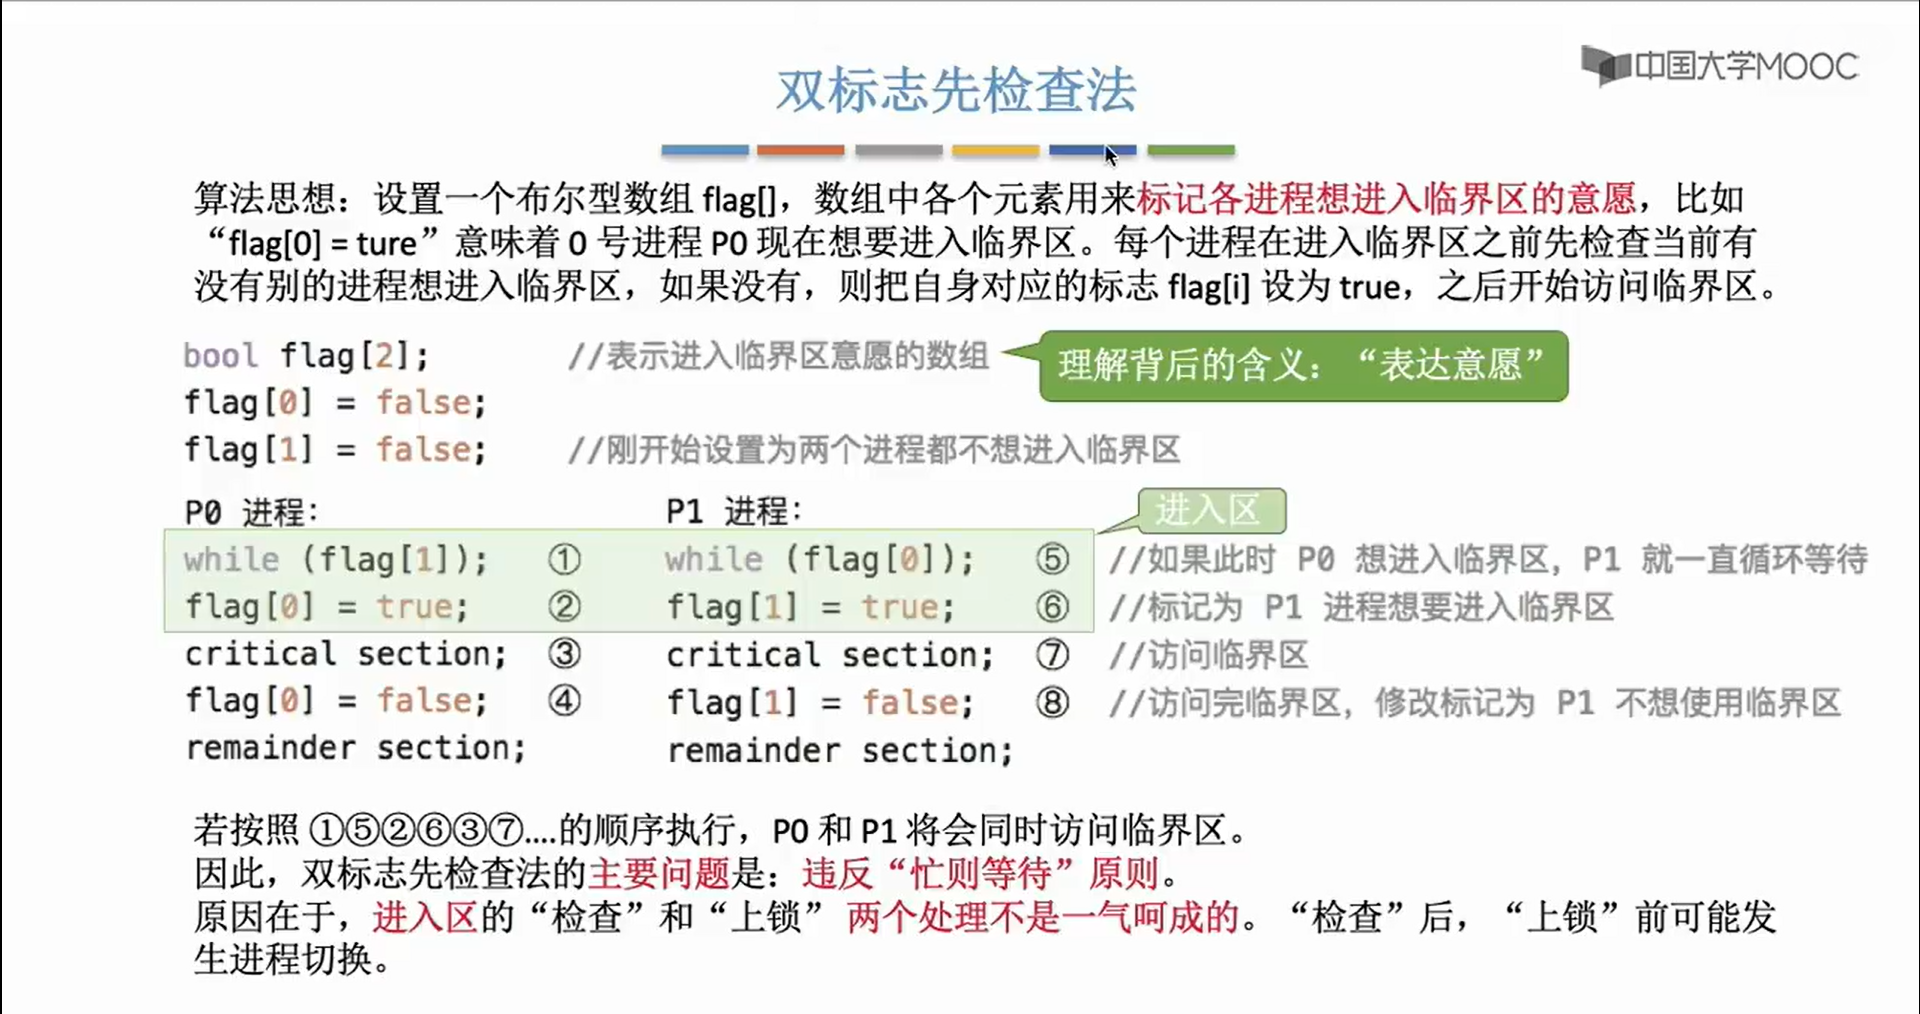 中国大学MOOC
双标志先检查法
算法思想：设置一个布尔型数组 flag[]，数组中各个元素用来标记各进程想进入临界区的意愿，比如
“flag[0] = ture”意味着 0 号进程 P0 现在想要进入临界区。每个进程在进入临界区之前先检查当前有
没有别的进程想进入临界区，如果没有，则把自身对应的标志 flag[i] 设为 true，之后开始访问临界区。
bool flag[2]; //表示进入临界区意愿的数组
理解背后的含义：“表达意愿”
flag[0] = false;
flag[1] = false; //刚开始设置为两个进程都不想进入临界区
P0 进程： P1 进程：
进入区
while (flag[1]); ① while (flag[0]); ⑤ //如果此时 P0 想进入临界区，P1 就一直循环等待
flag[0] = true; ② flag[1] = true; ⑥ //标记为 P1 进程想要进入临界区
critical section; ③ critical section; ⑦ //访问临界区
flag[0] = false; ④ flag[1] = false; ⑧ //访问完临界区，修改标记为 P1 不想使用临界区
remainder section; remainder section;
若按照 ①⑤②⑥③⑦....的顺序执行，P0 和 P1 将会同时访问临界区。
因此，双标志先检查法的主要问题是：违反“忙则等待”原则。
原因在于，进入区的“检查”和“上锁” 两个处理不是一气呵成的。“检查”后，“上锁”前可能发
生进程切换。